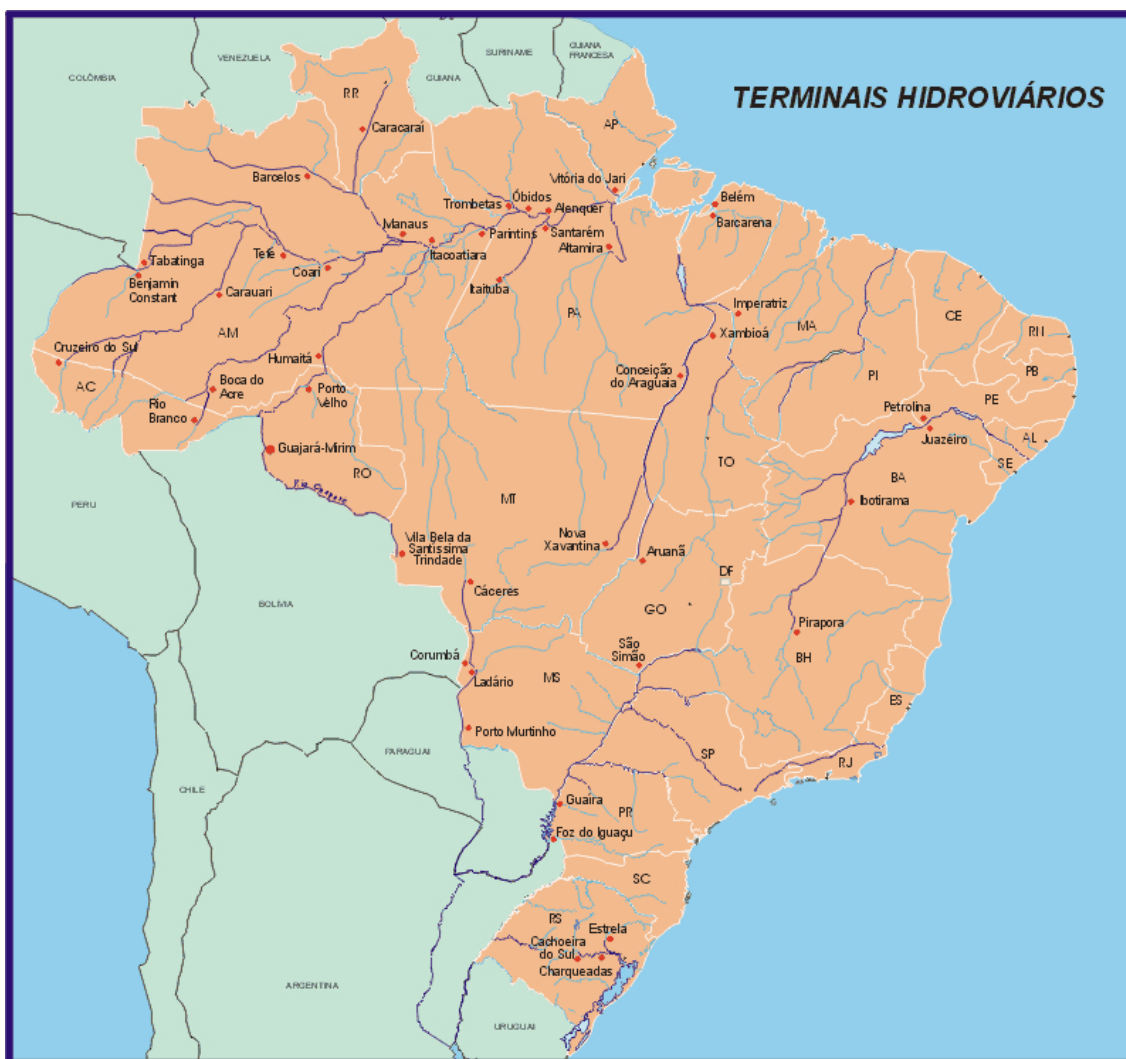 TERMINAIS HIDROVIÁRIOS
COLÔMBIA
VENEZUELA
SURINAME
GUIANA
FRANCESA
GUIANA
RR
AP
Caracaraí
Barcelos
Vitória do Jari
Óbidos
Trombetas
Alenquer
Belém
Barcarena
Manaus
Parintins
Santarém
Itacoatiara
Altamira
Tefé
Tabatinga
Coari
Benjamin
Constant
Carauari
Itaituba
PA
Imperatriz
Xambioá
MA
CE
RN
AM
Cruzeiro do Sul
Humaitá
Conceição
do Araguaia
PI
PB
AC
Boca do
Acre
Porto
Velho
PE
Rio
Branco
Petrolina
Juazeiro
AL
SE
Guajará-Mirim
RO
TO
BA
MT
Ibotirama
PERU
Vila Bela da
Santíssima
Trindade
Nova
Xavantina
Aruanã
DF
Cáceres
BOLÍVIA
GO
Pirapora
São
Simão
BH
Corumbá
Ladário
MS
ES
Porto Murtinho
PARAGUAI
SP
RJ
CHILE
Guaíra
PR
Foz do Iguaçu
SC
RS
Estrela
Cachoeira
do Sul
Charqueadas
ARGENTINA
URUGUAI